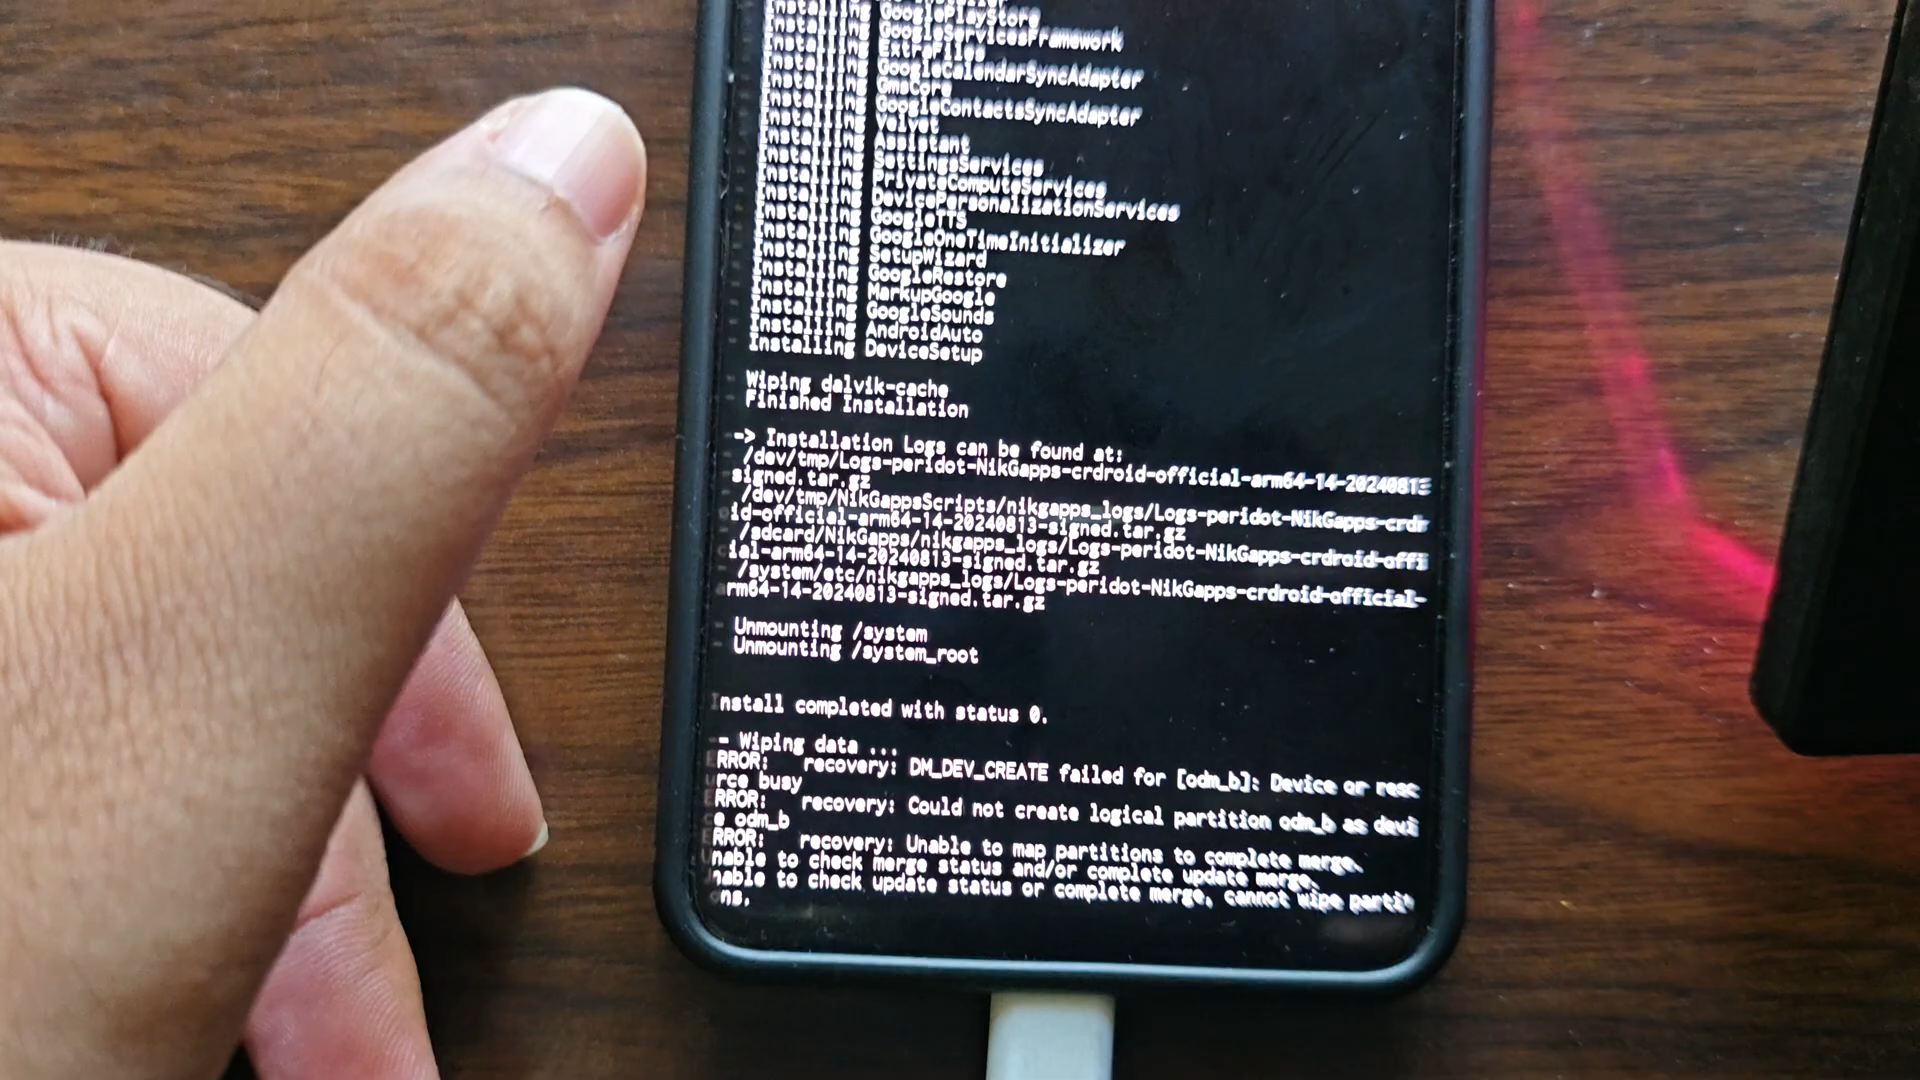 Installing GooglePlayStore
Installing GoogleServicesFramework
Installing ExtraFiles
Installing GoogleCalendarSyncAdapter
Installing GmsCore
Installing GoogleContactsSyncAdapter
Installing Velvet
Installing Assistant
Installing SettingsServices
Installing PrivateComputeServices
Installing DevicePersonalizationServices
Installing GoogleTTS
Installing GoogleOneTimeInitializer
Installing SetupWizard
Installing GoogleRestore
Installing MarkupGoogle
Installing GoogleSounds
Installing AndroidAuto
Installing DeviceSetup
Wiping dalvik-cache
Finished Installation
-> Installation Logs can be found at:
/dev/tmp/Logs-peridot-NikGapps-crdroid-official-arm64-14-20240813
signed.tar.gz
/dev/tmp/NikGappsScripts/nikgapps_logs/Logs-peridot-NikGapps-crdr
id-official-arm64-14-20240813-signed.tar.gz
/sdcard/NikGapps/nikgapps_logs/Logs-peridot-NikGapps-crdroid-offi
ial-arm64-14-20240813-signed.tar.gz
/system/etc/nikgapps_logs/Logs-peridot-NikGapps-crdroid-official-
rm64-14-20240813-signed.tar.gz
- Unmounting /system
- Unmounting /system_root
Install completed with status 0.
- Wiping data ...
RROR: recovery: DM_DEV_CREATE failed for [odm_b]: Device or reso
rce busy
RROR: recovery: Could not create logical partition odm_b as devi
e odm_b
RROR: recovery: Unable to map partitions to complete merge.
nable to check merge status and/or complete update merge.
nable to check update status or complete merge, cannot wipe partit
ons.